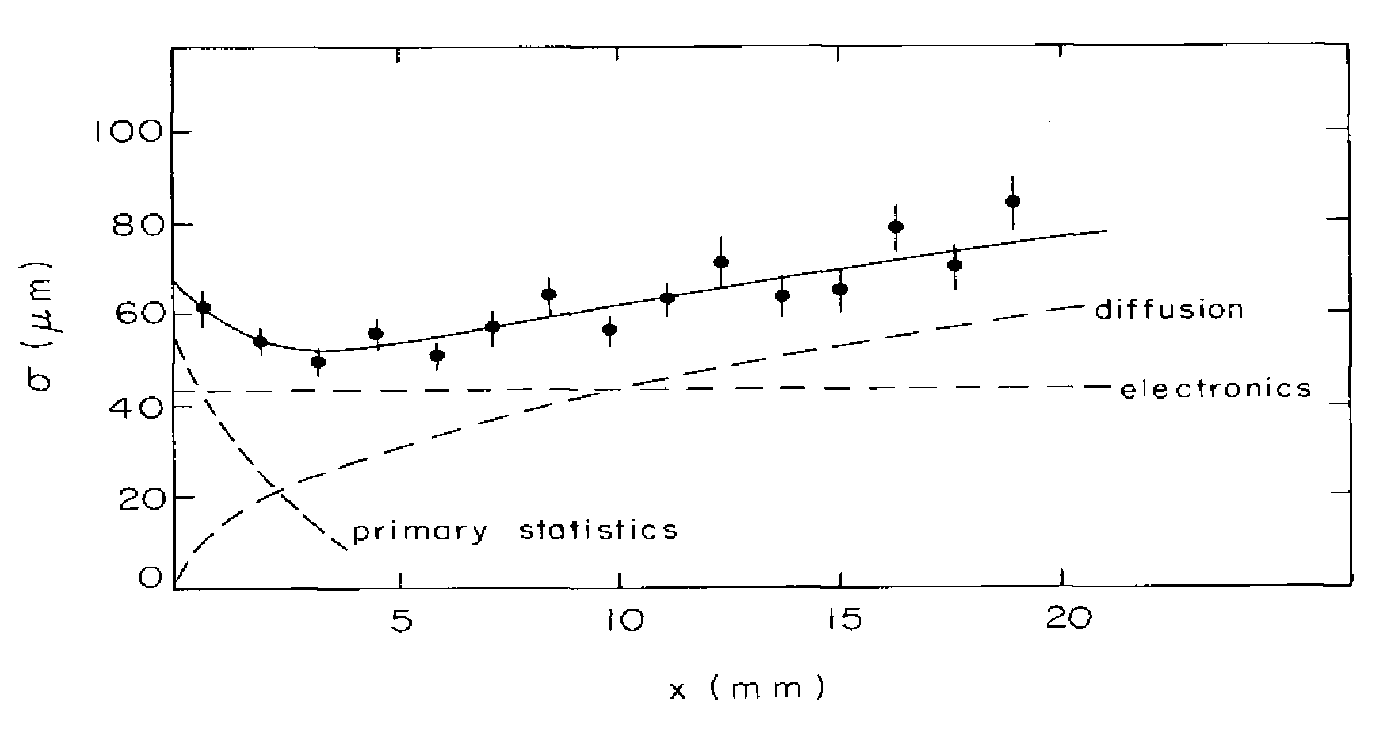 100
80
60
40
20
0
σ (μm)
diffusion
electronics
primary statistics
5 10 15 20
x (mm)